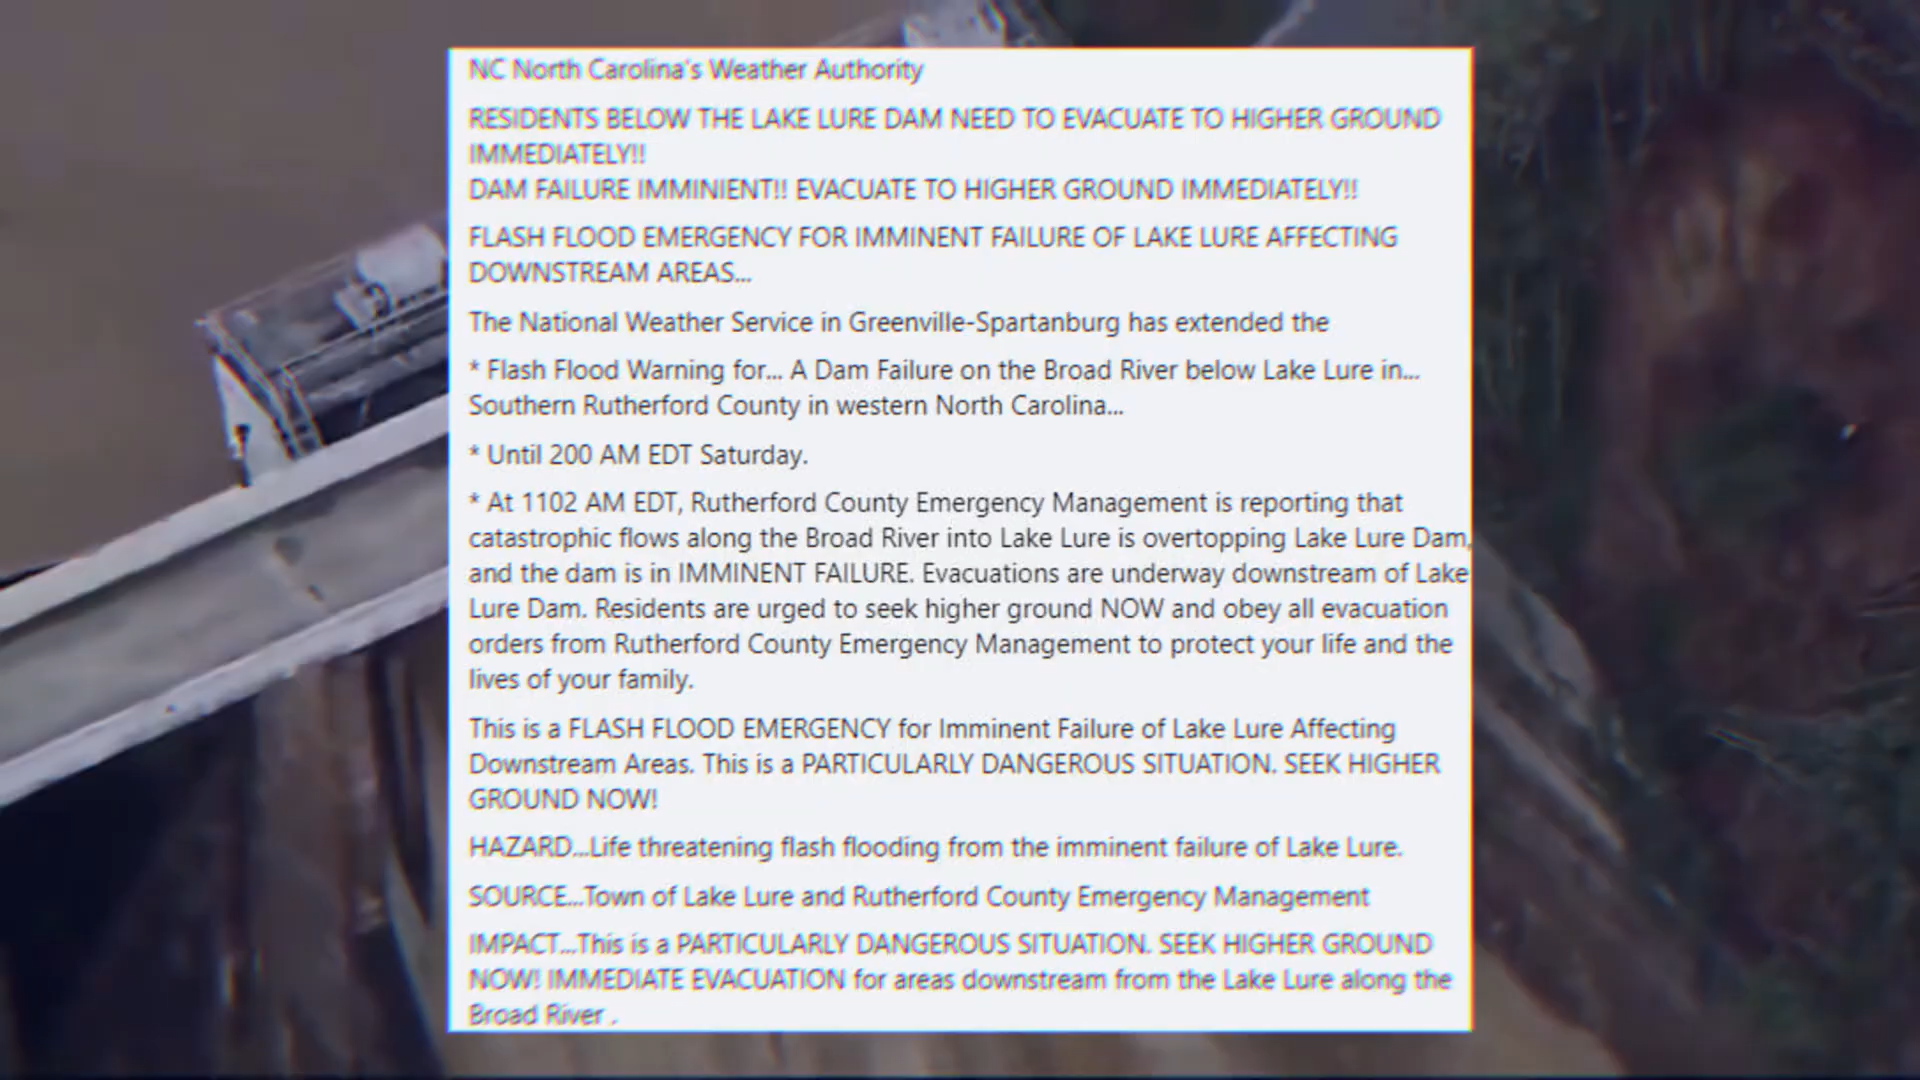 NC North Carolina's Weather Authority
RESIDENTS BELOW THE LAKE LURE DAM NEED TO EVACUATE TO HIGHER GROUND
IMMEDIATELY!!
DAM FAILURE IMMINIENT!! EVACUATE TO HIGHER GROUND IMMEDIATELY!!
FLASH FLOOD EMERGENCY FOR IMMINENT FAILURE OF LAKE LURE AFFECTING
DOWNSTREAM AREAS...
The National Weather Service in Greenville-Spartanburg has extended the
* Flash Flood Warning for... A Dam Failure on the Broad River below Lake Lure in...
Southern Rutherford County in western North Carolina...
* Until 200 AM EDT Saturday.
* At 1102 AM EDT, Rutherford County Emergency Management is reporting that
catastrophic flows along the Broad River into Lake Lure is overtopping Lake Lure Dam,
and the dam is in IMMINENT FAILURE. Evacuations are underway downstream of Lake
Lure Dam. Residents are urged to seek higher ground NOW and obey all evacuation
orders from Rutherford County Emergency Management to protect your life and the
lives of your family.
This is a FLASH FLOOD EMERGENCY for Imminent Failure of Lake Lure Affecting
Downstream Areas. This is a PARTICULARLY DANGEROUS SITUATION. SEEK HIGHER
GROUND NOW!
HAZARD...Life threatening flash flooding from the imminent failure of Lake Lure.
SOURCE...Town of Lake Lure and Rutherford County Emergency Management
IMPACT...This is a PARTICULARLY DANGEROUS SITUATION. SEEK HIGHER GROUND
NOW! IMMEDIATE EVACUATION for areas downstream from the Lake Lure along the
Broad River .